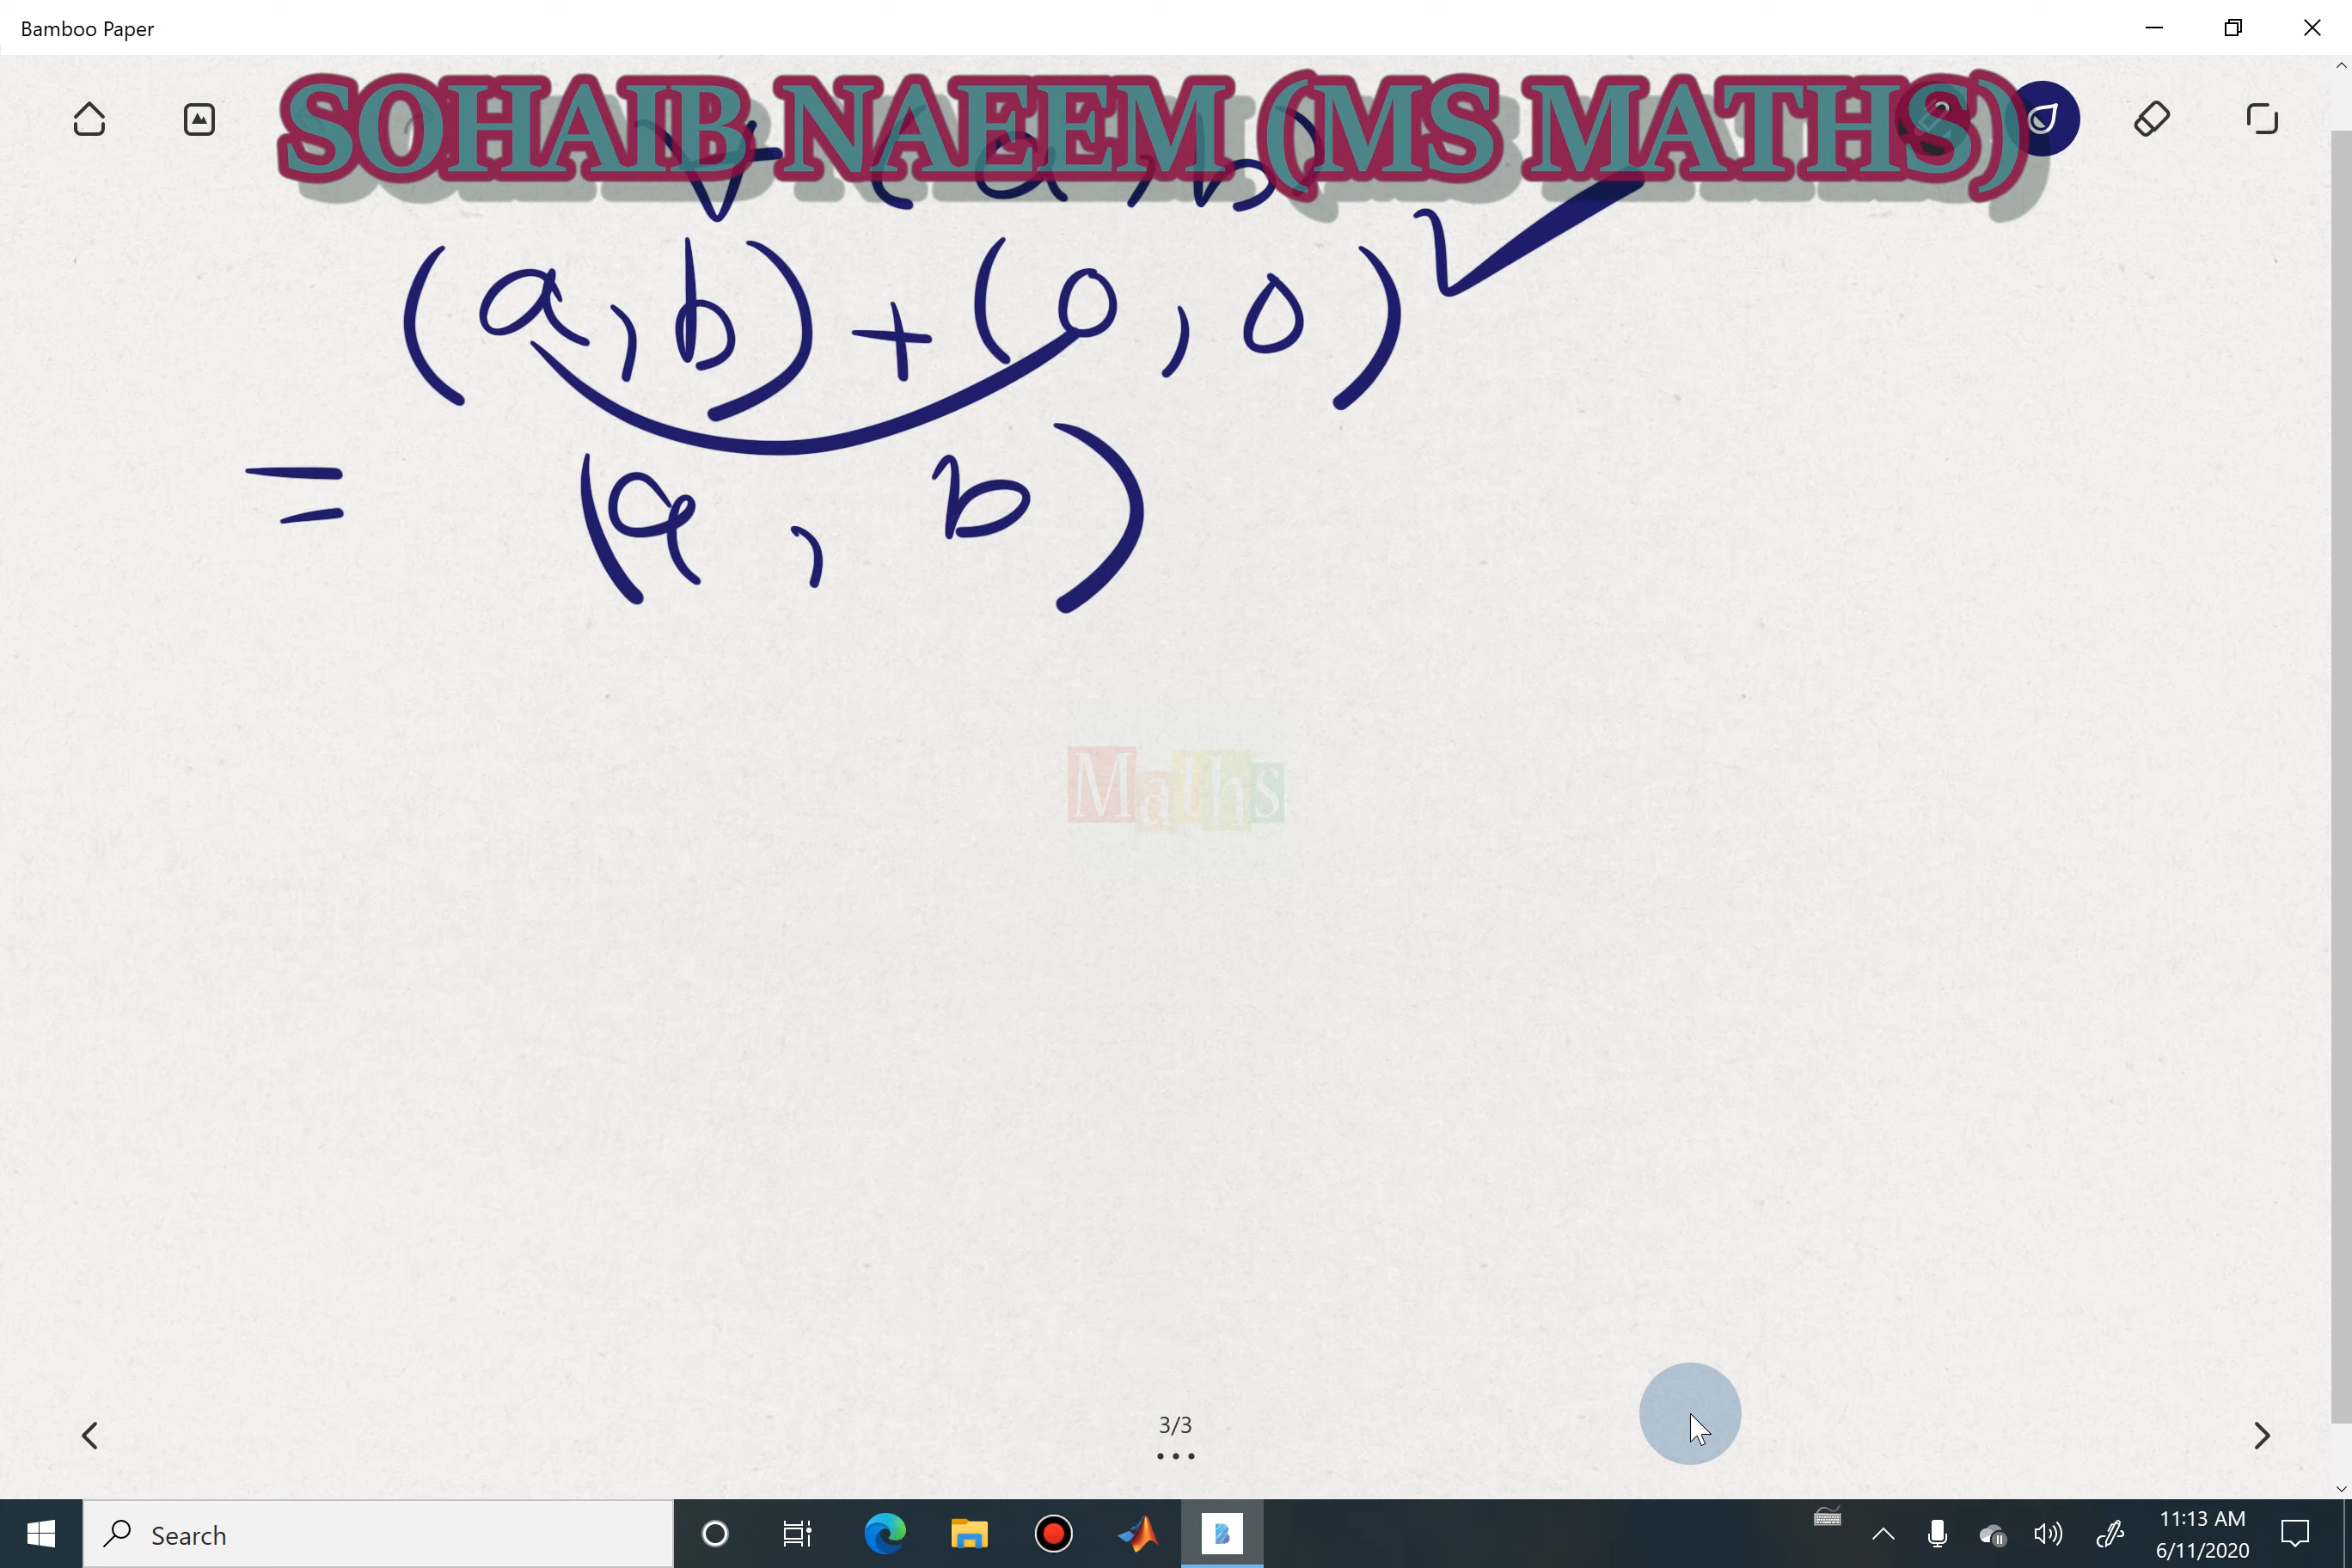 Bamboo Paper
SOHAIB NAEEM (MS MATHS)
∀ (a, b)
(a, b) + (0, 0)
= (a, b)
Maths
3/3
Search
11:13 AM
6/11/2020